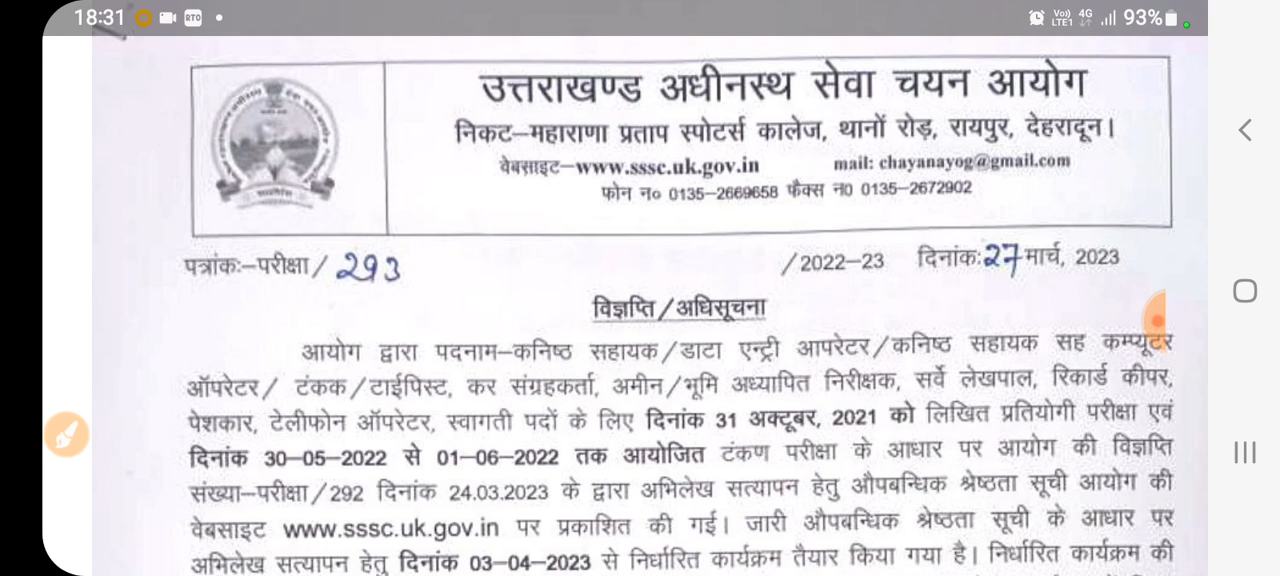 18:31 RTO Vo)) LTE1 4G 93%
उत्तराखण्ड अधीनस्थ सेवा चयन आयोग
निकट–महाराणा प्रताप स्पोटर्स कालेज, थानों रोड़, रायपुर, देहरादून।
वेबसाइट–www.sssc.uk.gov.in mail: chayanayog@gmail.com
फोन न० 0135–2669658 फैक्स न0 0135–2672902
पत्रांकः–परीक्षा / 293 /2022–23 दिनांकः 27 मार्च, 2023
विज्ञप्ति/अधिसूचना
आयोग द्वारा पदनाम–कनिष्ठ सहायक/डाटा एन्ट्री आपरेटर/कनिष्ठ सहायक सह कम्प्यूटर
ऑपरेटर/ टंकक/टाईपिस्ट, कर संग्रहकर्ता, अमीन/भूमि अध्यापित निरीक्षक, सर्वे लेखपाल, रिकार्ड कीपर,
पेशकार, टेलीफोन ऑपरेटर, स्वागती पदों के लिए दिनांक 31 अक्टूबर, 2021 को लिखित प्रतियोगी परीक्षा एवं
दिनांक 30–05–2022 से 01–06–2022 तक आयोजित टंकण परीक्षा के आधार पर आयोग की विज्ञप्ति
संख्या–परीक्षा/292 दिनांक 24.03.2023 के द्वारा अभिलेख सत्यापन हेतु औपबन्धिक श्रेष्ठता सूची आयोग की
वेबसाइट www.sssc.uk.gov.in पर प्रकाशित की गई। जारी औपबन्धिक श्रेष्ठता सूची के आधार पर
अभिलेख सत्यापन हेतु दिनांक 03–04–2023 से निर्धारित कार्यक्रम तैयार किया गया है। निर्धारित कार्यक्रम की